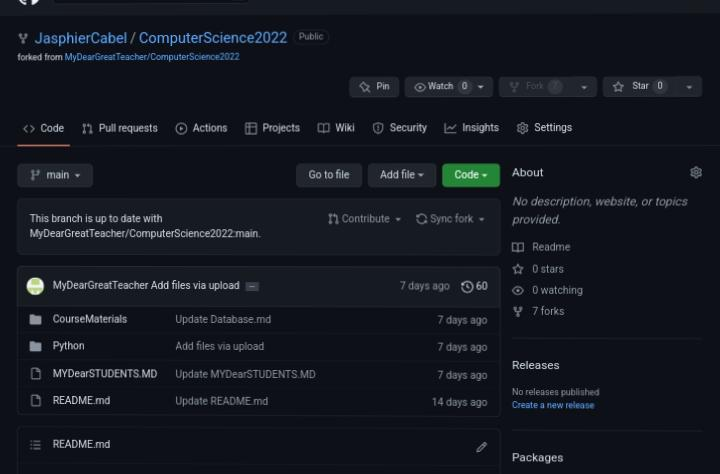 JasphierCabel / ComputerScience2022 Public
forked from MyDearGreatTeacher/ComputerScience2022
Pin Watch 0 Fork 7 Star 0
Code Pull requests Actions Projects Wiki Security Insights Settings
main Go to file Add file Code
This branch is up to date with
MyDearGreatTeacher/ComputerScience2022:main.
Contribute Sync fork
MyDearGreatTeacher Add files via upload 7 days ago 60
CourseMaterials Update Database.md 7 days ago
Python Add files via upload 7 days ago
MYDearSTUDENTS.MD Update MYDearSTUDENTS.MD 7 days ago
README.md Update README.md 14 days ago
README.md
About
No description, website, or topics
provided.
Readme
0 stars
0 watching
7 forks
Releases
No releases published
Create a new release
Packages